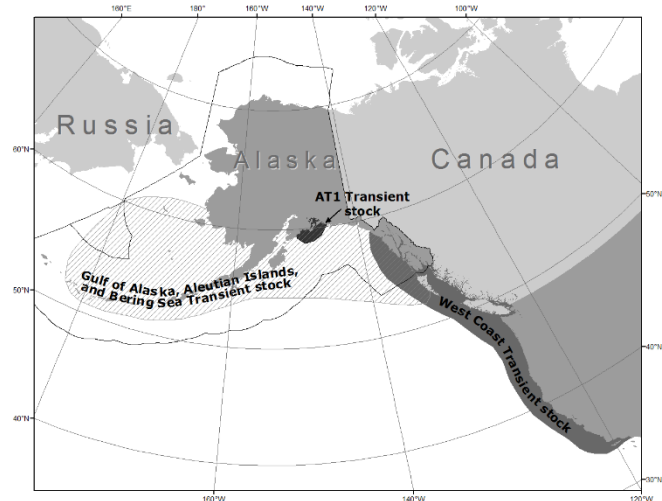 160°E
180°
160°W
140°W
120°W
100°W
Russia
Alaska
Canada
60°N
50°N
AT1 Transient
stock
Gulf of Alaska, Aleutian Islands,
and Bering Sea Transient stock
West Coast Transient stock
50°N
40°N
40°N
30°N
160°W
140°W
120°W